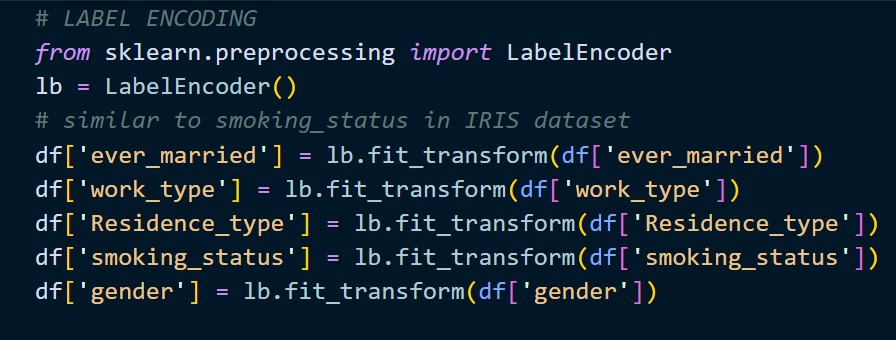 # LABEL ENCODING
from sklearn.preprocessing import LabelEncoder
lb = LabelEncoder()
# similar to smoking_status in IRIS dataset
df['ever_married'] = lb.fit_transform(df['ever_married'])
df['work_type'] = lb.fit_transform(df['work_type'])
df['Residence_type'] = lb.fit_transform(df['Residence_type'])
df['smoking_status'] = lb.fit_transform(df['smoking_status'])
df['gender'] = lb.fit_transform(df['gender'])